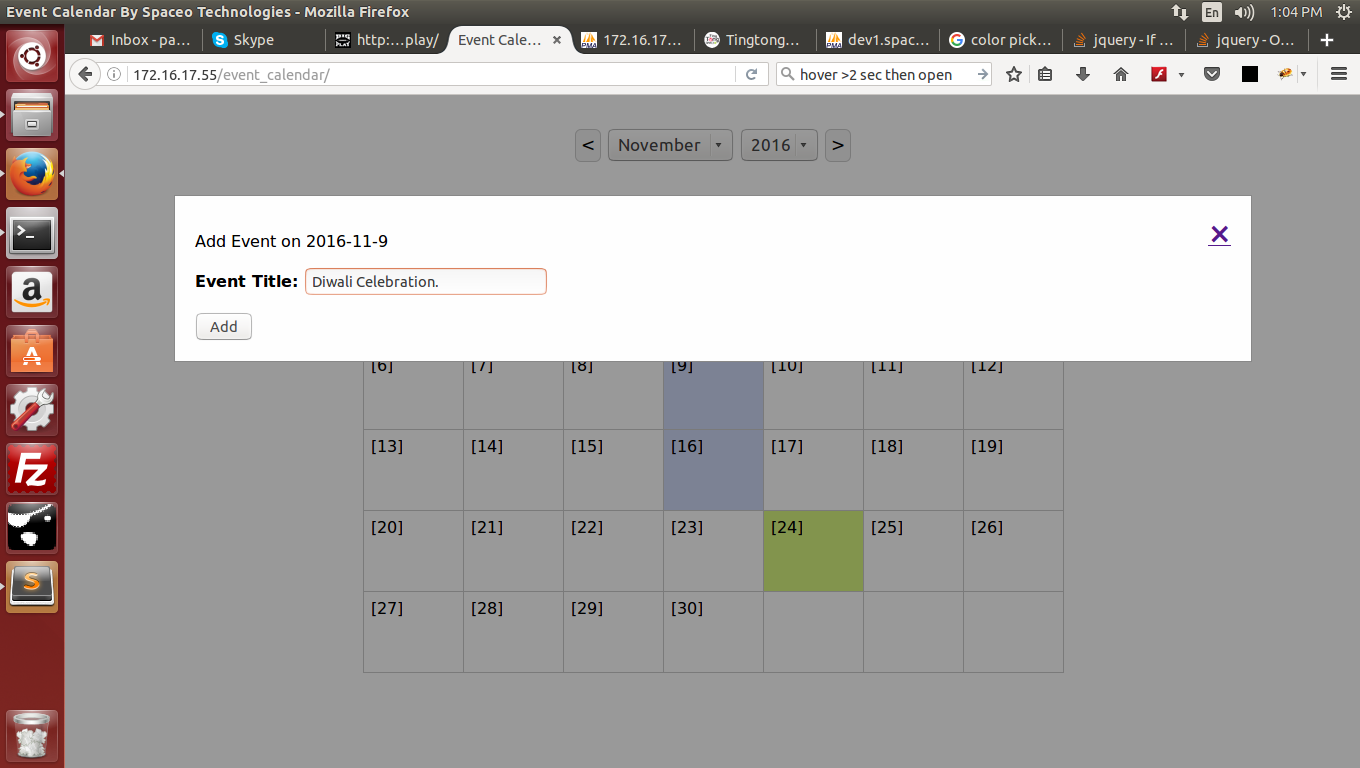 Event Calendar By Spaceo Technologies - Mozilla Firefox
En
1:04 PM
Inbox - pa...
Skype
http:...play/
Event Cale...
172.16.17....
Tingtong...
dev1.spac...
color pick...
jquery - If ...
jquery - O...
172.16.17.55/event_calendar/
hover >2 sec then open
< November 2016 >
Add Event on 2016-11-9
Event Title: Diwali Celebration.
Add
[6] [7] [8] [9] [10] [11] [12]
[13] [14] [15] [16] [17] [18] [19]
[20] [21] [22] [23] [24] [25] [26]
[27] [28] [29] [30]